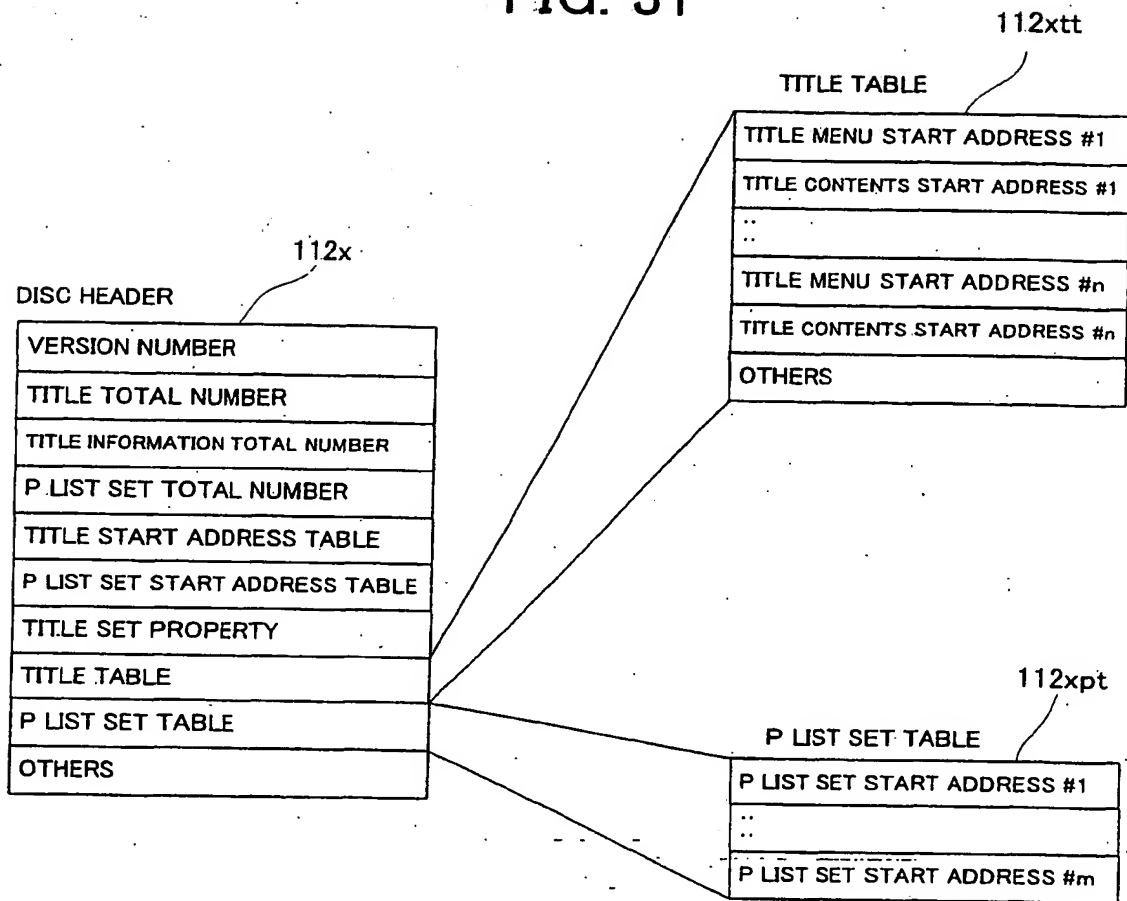 FIG. 31
112xtt
TITLE TABLE
TITLE MENU START ADDRESS #1
TITLE CONTENTS START ADDRESS #1
:
:
TITLE MENU START ADDRESS #n
TITLE CONTENTS START ADDRESS #n
OTHERS
112x
DISC HEADER
VERSION NUMBER
TITLE TOTAL NUMBER
TITLE INFORMATION TOTAL NUMBER
P LIST SET TOTAL NUMBER
TITLE START ADDRESS TABLE
P LIST SET START ADDRESS TABLE
TITLE SET PROPERTY
TITLE TABLE
P LIST SET TABLE
OTHERS
112xpt
P LIST SET TABLE
P LIST SET START ADDRESS #1
:
:
P LIST SET START ADDRESS #m